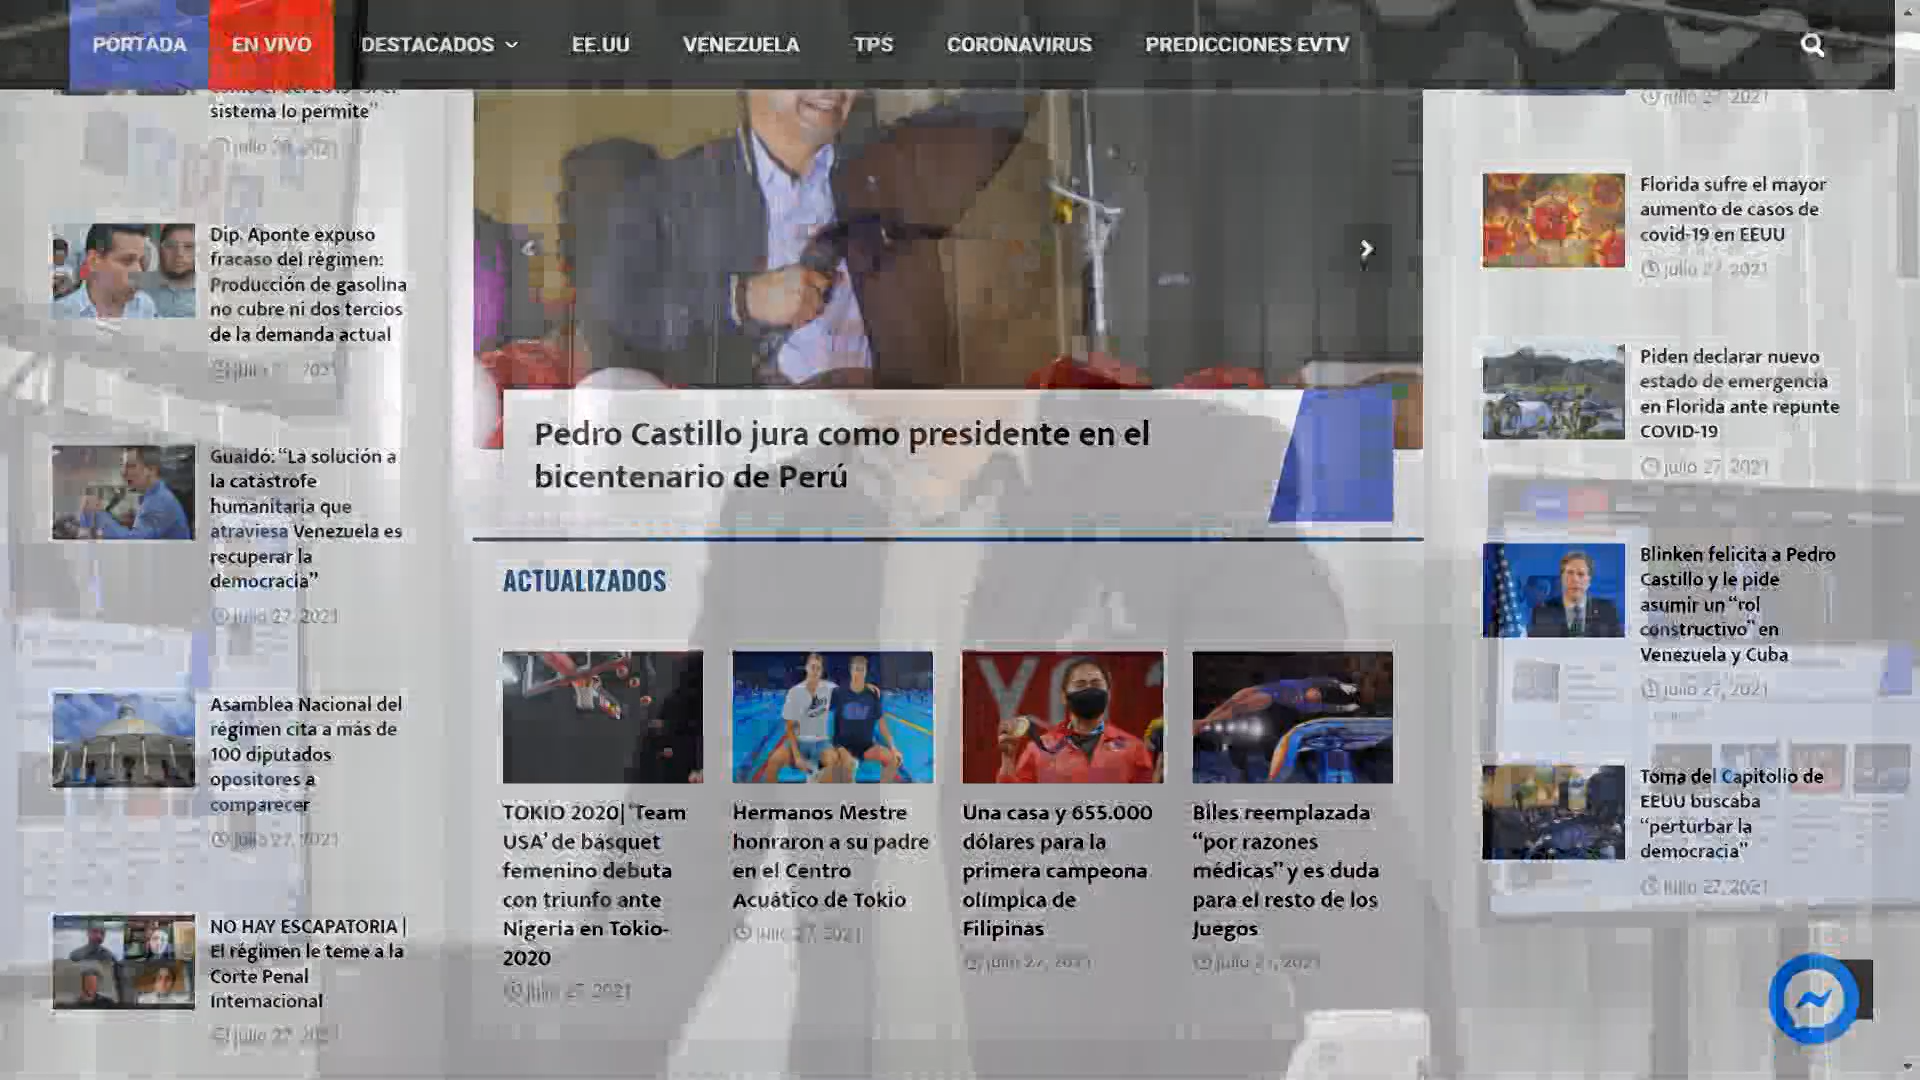 PORTADA
EN VIVO
DESTACADOS
EE.UU
VENEZUELA
TPS
CORONAVIRUS
PREDICCIONES EVTV
sistema lo permite”
Dip. Aponte expuso
fracaso del régimen:
Producción de gasolina
no cubre ni dos tercios
de la demanda actual
Guaidó: “La solución a
la catástrofe
humanitaria que
atraviesa Venezuela es
recuperar la
democracia”
julio 27, 2021
Asamblea Nacional del
régimen cita a más de
100 diputados
opositores a
comparecer
julio 27, 2021
NO HAY ESCAPATORIA |
El régimen le teme a la
Corte Penal
Internacional
julio 27, 2021
Pedro Castillo jura como presidente en el
bicentenario de Perú
ACTUALIZADOS
TOKIO 2020| ‘Team
USA’ de básquet
femenino debuta
con triunfo ante
Nigeria en Tokio-
2020
julio 27, 2021
Hermanos Mestre
honraron a su padre
en el Centro
Acuático de Tokio
julio 27, 2021
Una casa y 655.000
dólares para la
primera campeona
olímpica de
Filipinas
julio 27, 2021
Biles reemplazada
“por razones
médicas” y es duda
para el resto de los
Juegos
julio 27, 2021
julio 27, 2021
Florida sufre el mayor
aumento de casos de
covid-19 en EEUU
julio 27, 2021
Piden declarar nuevo
estado de emergencia
en Florida ante repunte
COVID-19
julio 27, 2021
Blinken felicita a Pedro
Castillo y le pide
asumir un “rol
constructivo” en
Venezuela y Cuba
julio 27, 2021
Toma del Capitolio de
EEUU buscaba
“perturbar la
democracia”
julio 27, 2021